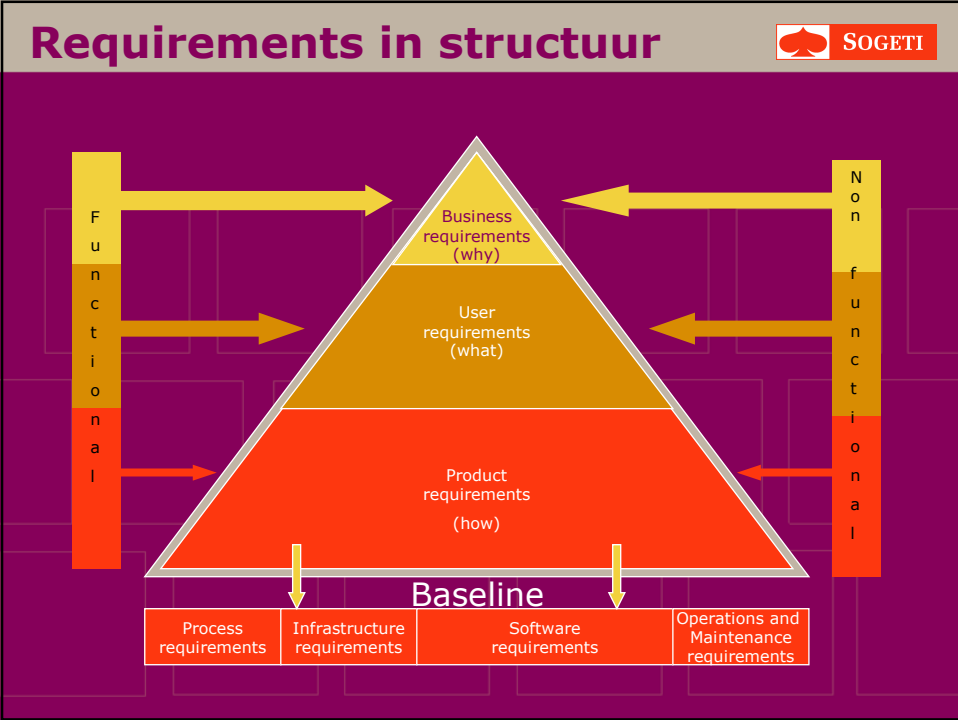 Requirements in structuur
SOGETI
Functional
Non functional
Business
requirements
(why)
User
requirements
(what)
Product
requirements
(how)
Baseline
Process
requirements
Infrastructure
requirements
Software
requirements
Operations and
Maintenance
requirements